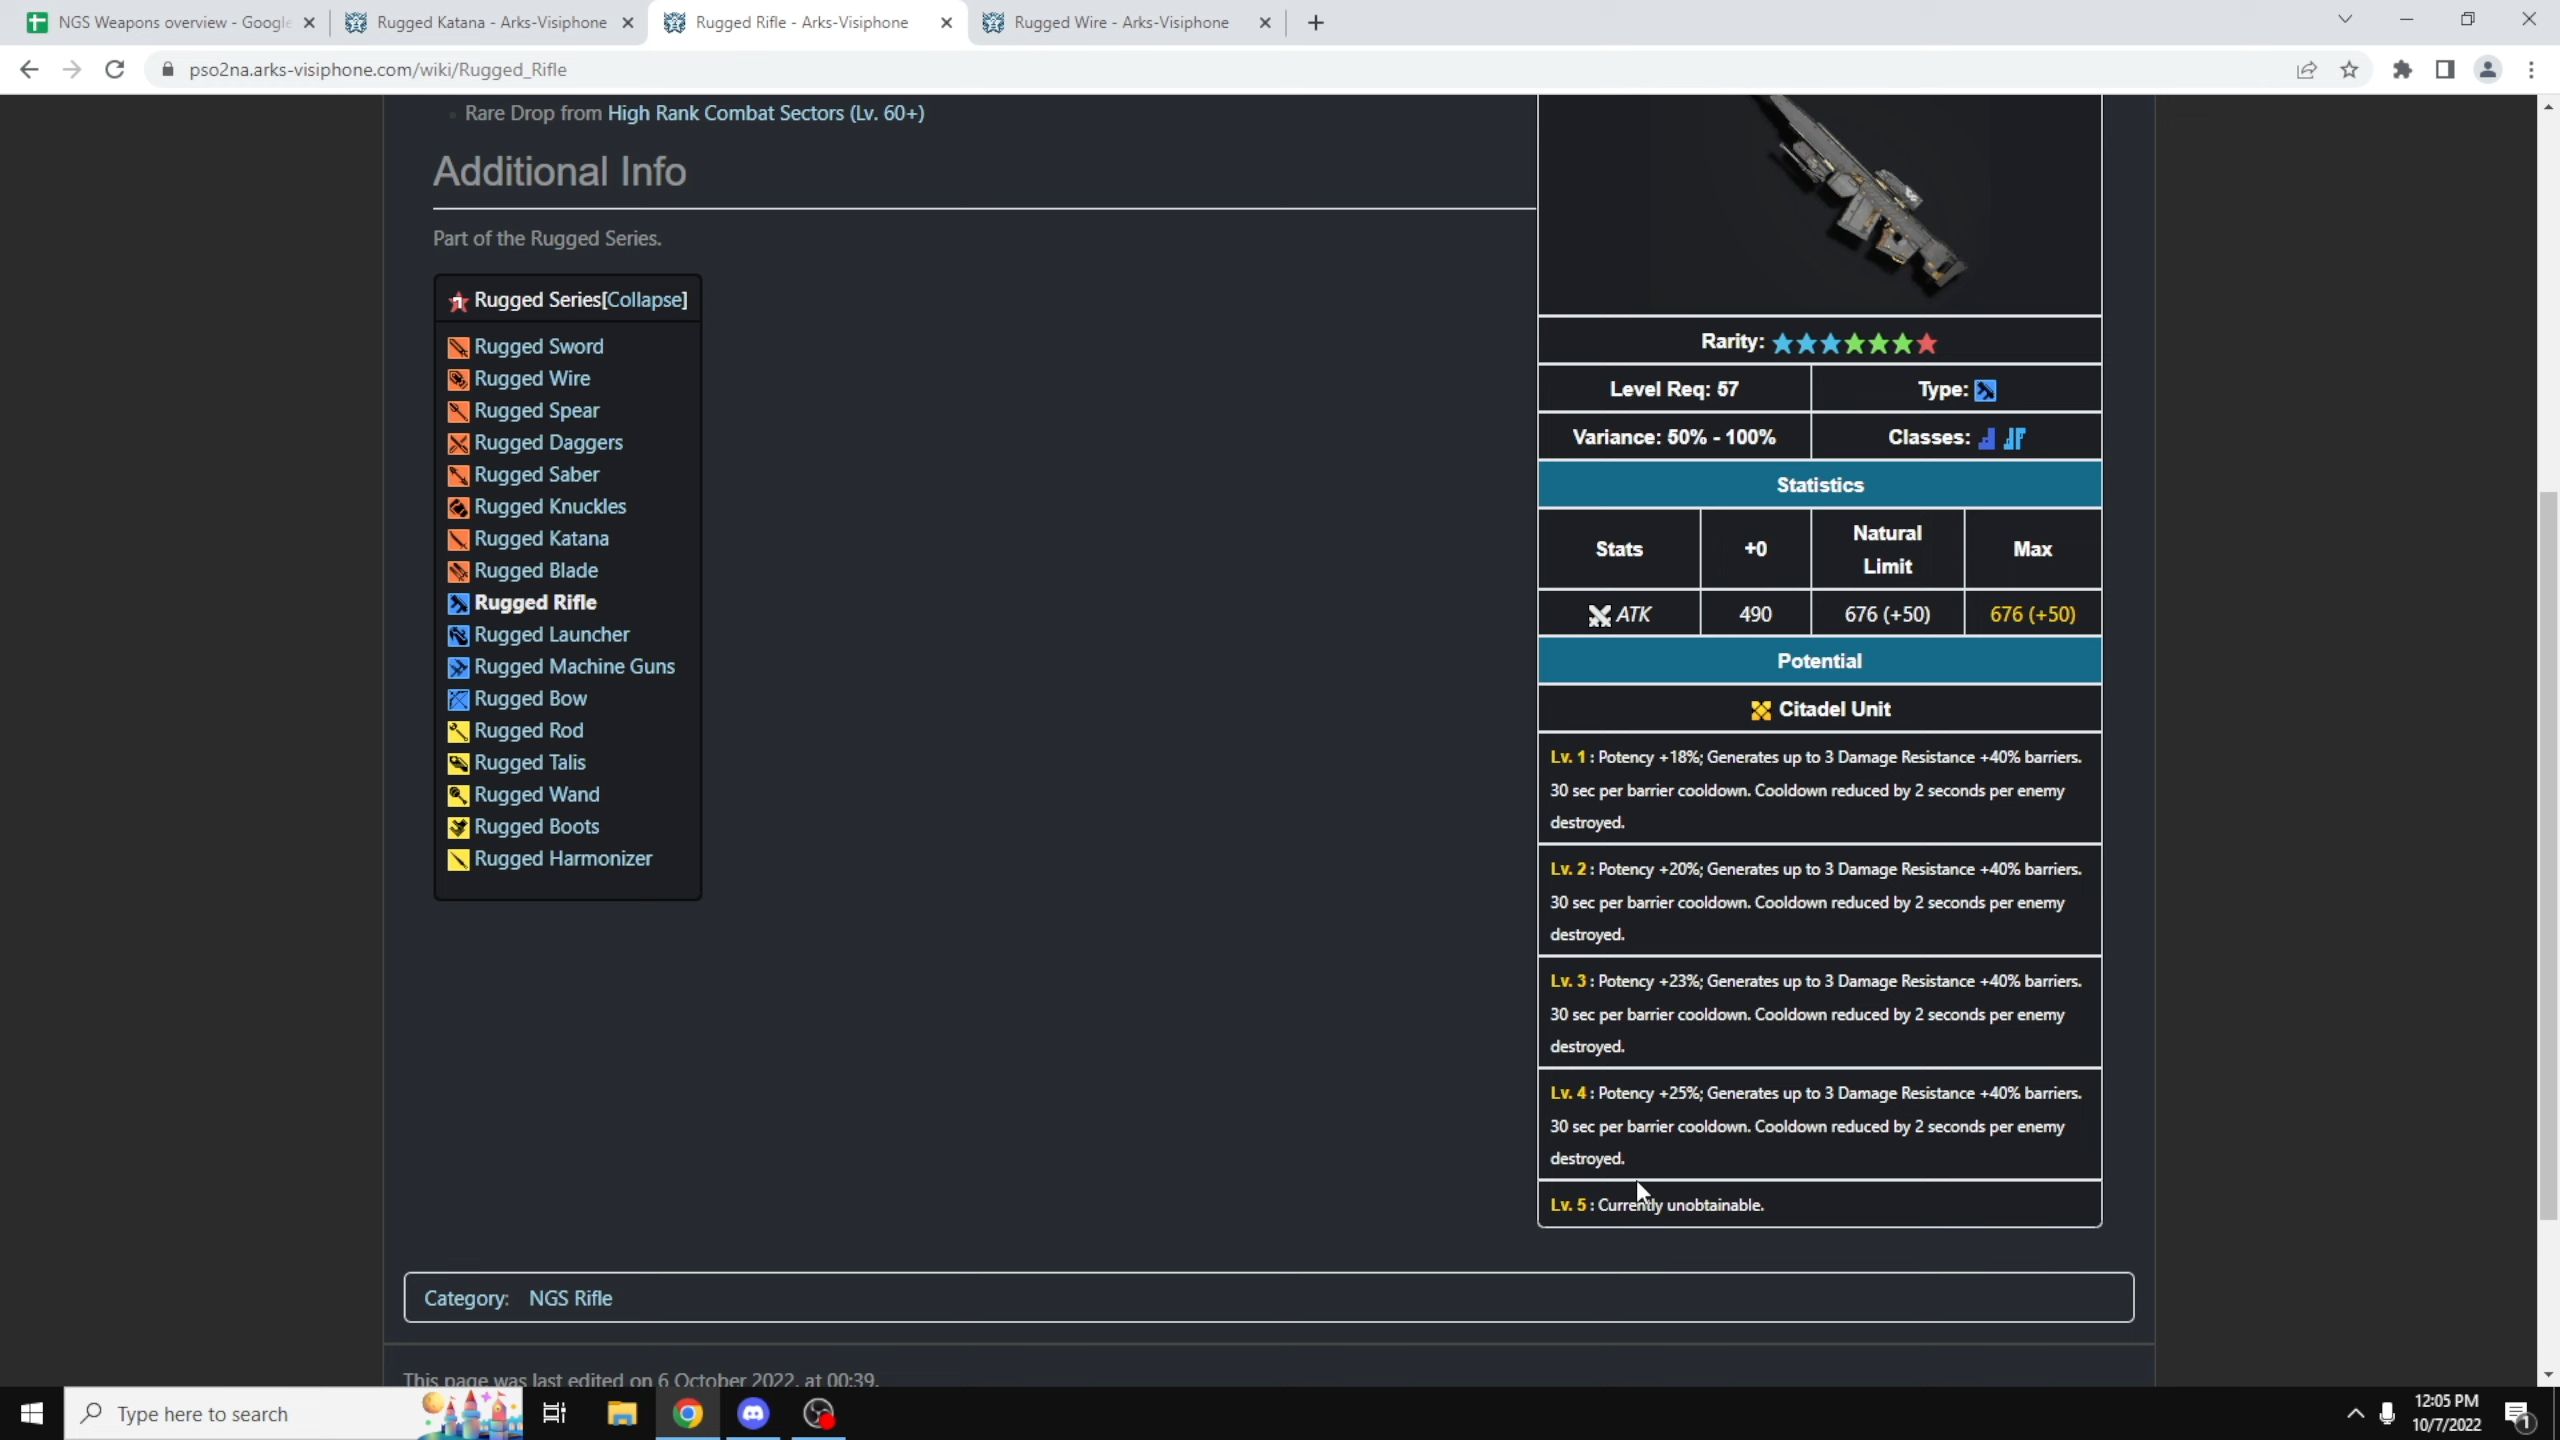 NGS Weapons overview - Google
Rugged Katana - Arks-Visiphone
Rugged Rifle - Arks-Visiphone
Rugged Wire - Arks-Visiphone
pso2na.arks-visiphone.com/wiki/Rugged_Rifle
Rare Drop from High Rank Combat Sectors (Lv. 60+)
Additional Info
Part of the Rugged Series.
1 Rugged Series[Collapse]
Rugged Sword
Rugged Wire
Rugged Spear
Rugged Daggers
Rugged Saber
Rugged Knuckles
Rugged Katana
Rugged Blade
Rugged Rifle
Rugged Launcher
Rugged Machine Guns
Rugged Bow
Rugged Rod
Rugged Talis
Rugged Wand
Rugged Boots
Rugged Harmonizer
Rarity:
Level Req: 57 Type:
Variance: 50% - 100% Classes:
Statistics
Stats +0 Natural Limit Max
ATK 490 676 (+50) 676 (+50)
Potential
Citadel Unit
Lv. 1 : Potency +18%; Generates up to 3 Damage Resistance +40% barriers.
30 sec per barrier cooldown. Cooldown reduced by 2 seconds per enemy
destroyed.
Lv. 2 : Potency +20%; Generates up to 3 Damage Resistance +40% barriers.
30 sec per barrier cooldown. Cooldown reduced by 2 seconds per enemy
destroyed.
Lv. 3 : Potency +23%; Generates up to 3 Damage Resistance +40% barriers.
30 sec per barrier cooldown. Cooldown reduced by 2 seconds per enemy
destroyed.
Lv. 4 : Potency +25%; Generates up to 3 Damage Resistance +40% barriers.
30 sec per barrier cooldown. Cooldown reduced by 2 seconds per enemy
destroyed.
Lv. 5 : Currently unobtainable.
Category: NGS Rifle
This page was last edited on 6 October 2022, at 00:39.
Type here to search
12:05 PM
10/7/2022
1